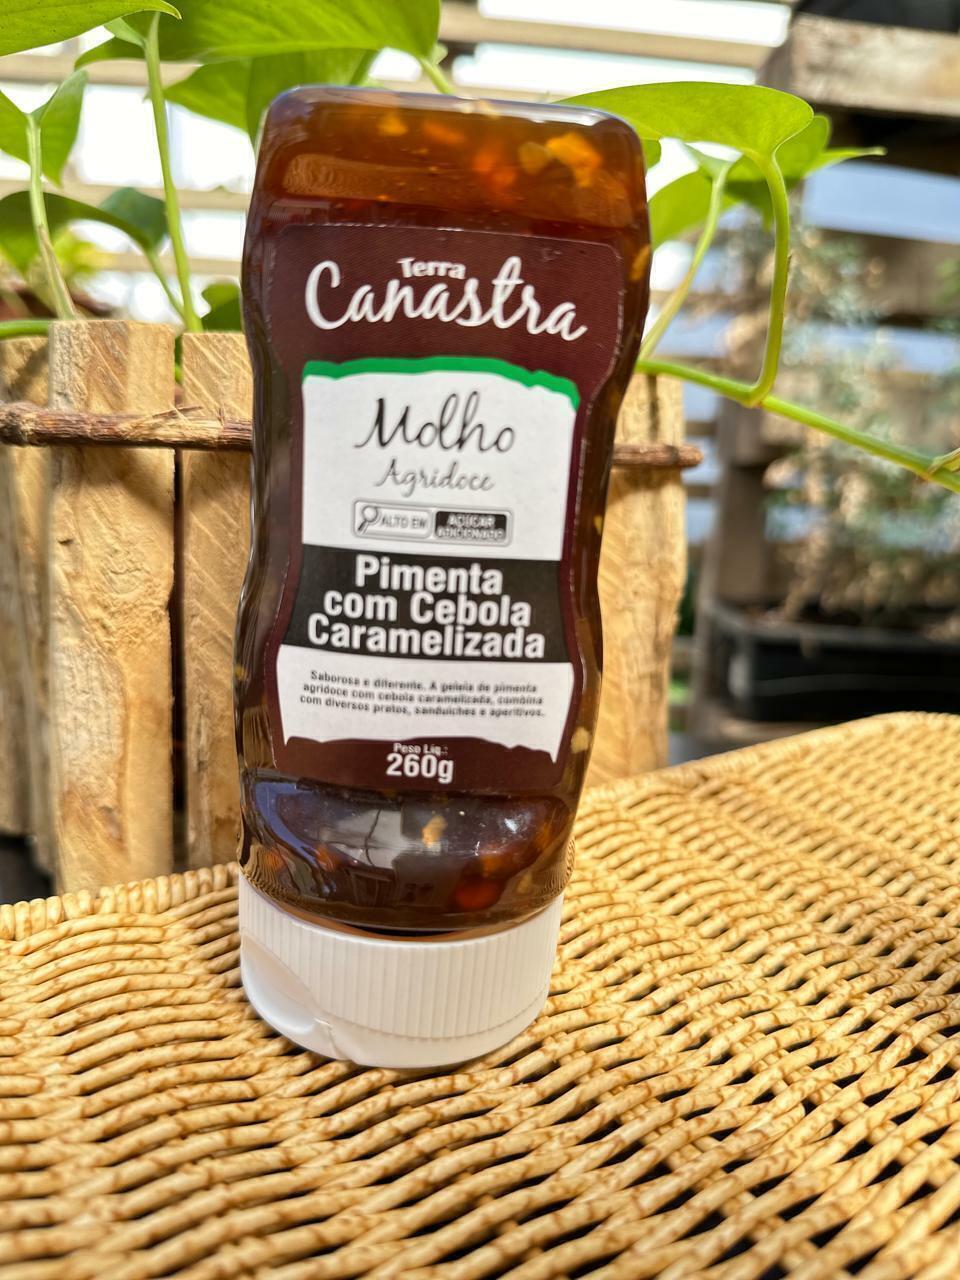 Terra
Canastra
Molho
Agridoce
ALTO EM
AÇÚCAR
ADICIONADO
Pimenta
com Cebola
Caramelizada
Saborosa e diferente. A geleia de pimenta
agridoce com cebola caramelizada, combina
com diversos pratos, sanduíches e aperitivos.
Peso Líq.:
260g